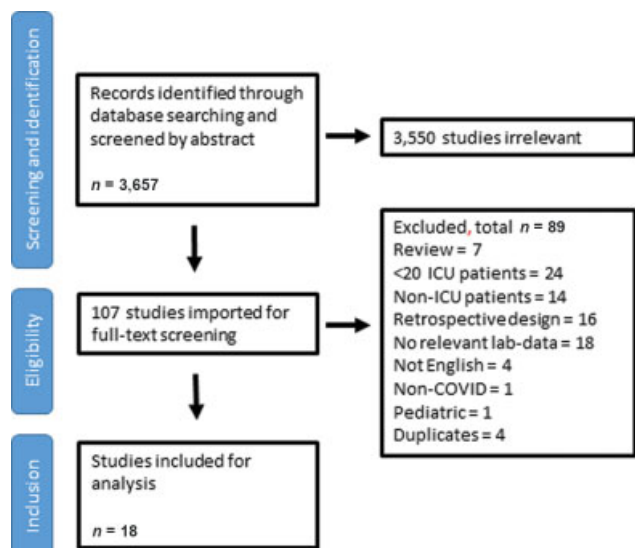 Screening and identification
Records identified through
database searching and
screened by abstract
n = 3,657
3,550 studies irrelevant
Eligibility
107 studies imported for
full-text screening
Excluded, total n = 89
Review = 7
<20 ICU patients = 24
Non-ICU patients = 14
Retrospective design = 16
No relevant lab-data = 18
Not English = 4
Non-COVID = 1
Pediatric = 1
Duplicates = 4
Inclusion
Studies included for
analysis
n = 18